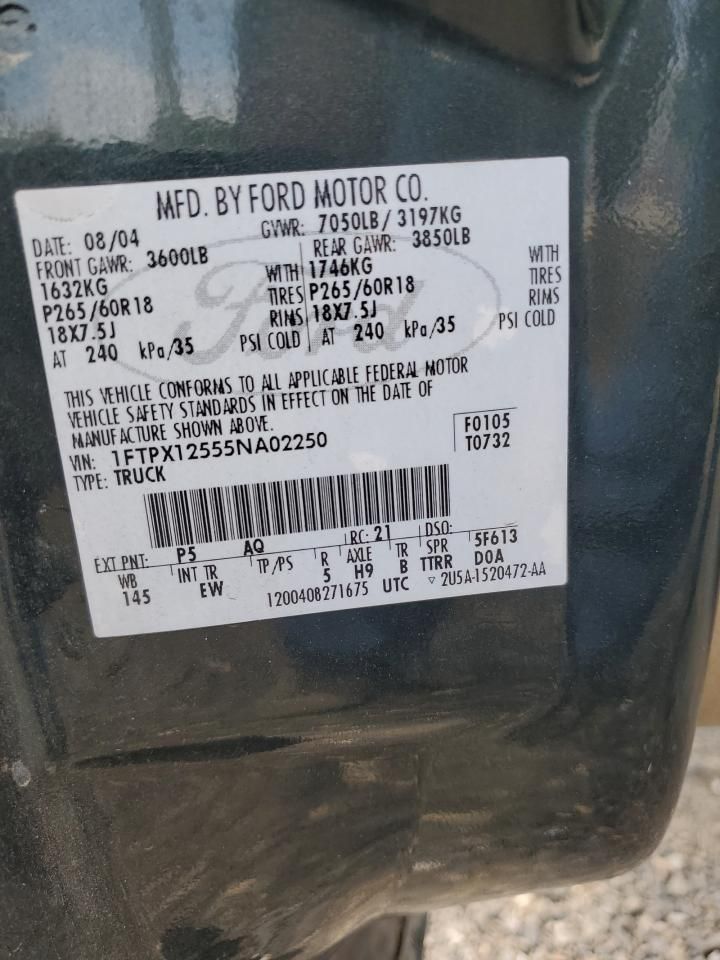 MFD. BY FORD MOTOR CO.
DATE: 08/04 GVWR: 7050LB/ 3197KG
FRONT GAWR: 3600LB REAR GAWR: 3850LB
1632KG WITH 1746KG WITH
P265/60R18 TIRES P265/60R18 TIRES
18X7.5J RIMS 18X7.5J RIMS
AT 240 kPa/35 PSI COLD AT 240 kPa/35 PSI COLD
Ford
THIS VEHICLE CONFORMS TO ALL APPLICABLE FEDERAL MOTOR
VEHICLE SAFETY STANDARDS IN EFFECT ON THE DATE OF
MANUFACTURE SHOWN ABOVE.
VIN: 1FTPX12555NA02250 F0105
TYPE: TRUCK T0732
EXT PNT: P5 AQ RC: 21 DSO: 5F613
WB INT TR TP/PS R AXLE TR SPR
145 EW 5 H9 B TTRR D0A
1200408271675 UTC ▽ 2U5A-1520472-AA